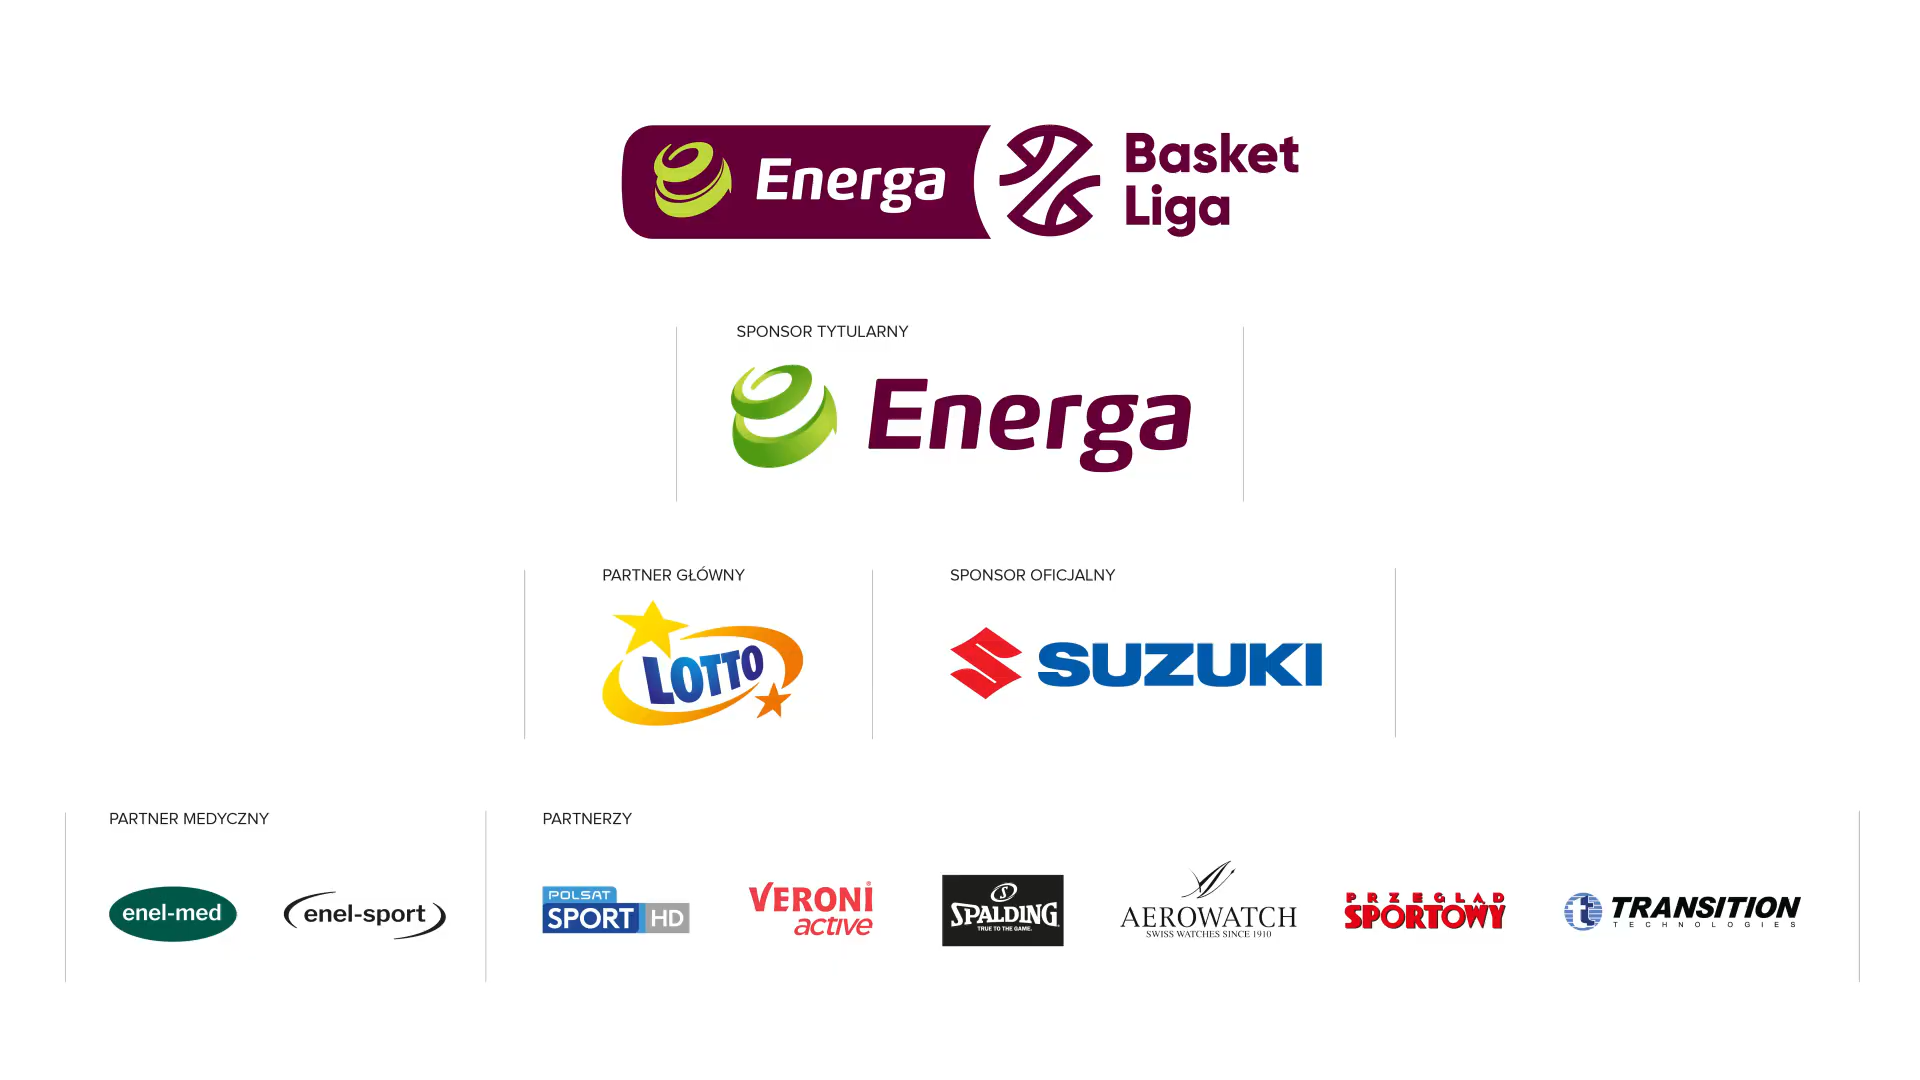 Energa
Basket
Liga
SPONSOR TYTULARNY
Energa
PARTNER GŁÓWNY
SPONSOR OFICJALNY
LOTTO
SUZUKI
PARTNER MEDYCZNY
PARTNERZY
enel-med
enel-sport
POLSAT
SPORT HD
VERONI
active
SPALDING
TRUE TO THE GAME.
AEROWATCH
SWISS WATCHES SINCE 1910
PRZEGLĄD
SPORTOWY
TRANSITION
TECHNOLOGIES